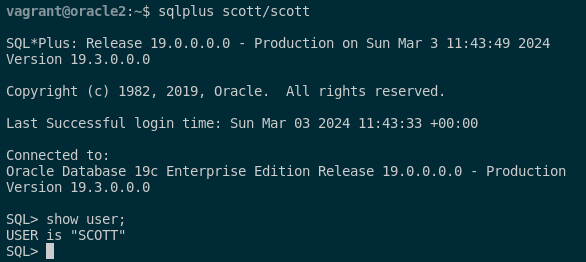 vagrant@oracle2:~$ sqlplus scott/scott
SQL*Plus: Release 19.0.0.0.0 - Production on Sun Mar 3 11:43:49 2024
Version 19.3.0.0.0
Copyright (c) 1982, 2019, Oracle.  All rights reserved.
Last Successful login time: Sun Mar 03 2024 11:43:33 +00:00
Connected to:
Oracle Database 19c Enterprise Edition Release 19.0.0.0.0 - Production
Version 19.3.0.0.0
SQL> show user;
USER is "SCOTT"
SQL>